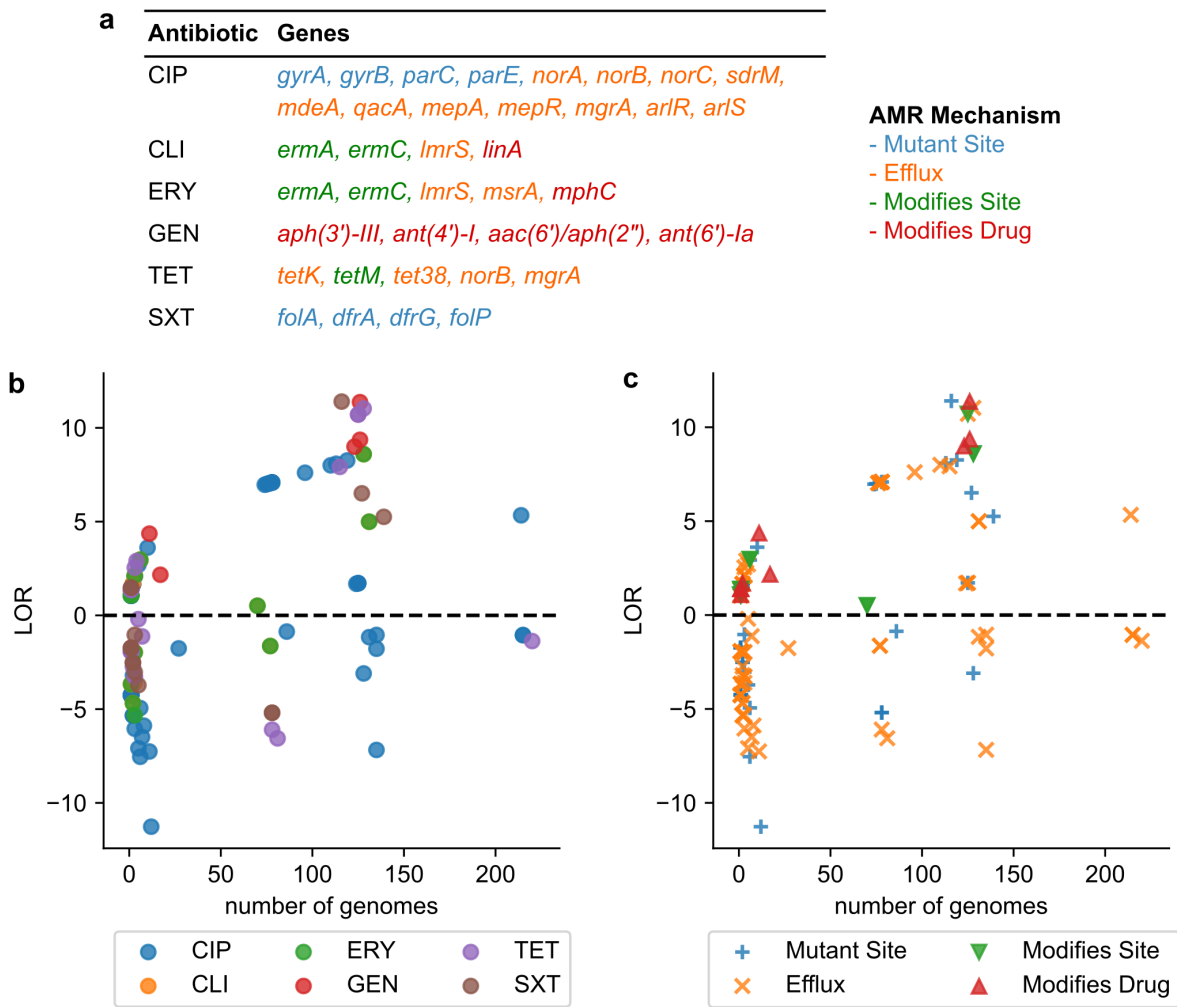 a
Antibiotic Genes
CIP gyrA, gyrB, parC, parE, norA, norB, norC, sdrM,
mdeA, qacA, mepA, mepR, mgrA, arlR, arlS
CLI ermA, ermC, lmrS, linA
ERY ermA, ermC, lmrS, msrA, mphC
GEN aph(3')-III, ant(4')-I, aac(6')/aph(2"), ant(6')-Ia
TET tetK, tetM, tet38, norB, mgrA
SXT folA, dfrA, dfrG, folP
AMR Mechanism
- Mutant Site
- Efflux
- Modifies Site
- Modifies Drug
b
10
5
0
−5
−10
LOR
0 50 100 150 200
number of genomes
CIP ERY TET
CLI GEN SXT
c
10
5
0
−5
−10
LOR
0 50 100 150 200
number of genomes
Mutant Site Modifies Site
Efflux Modifies Drug